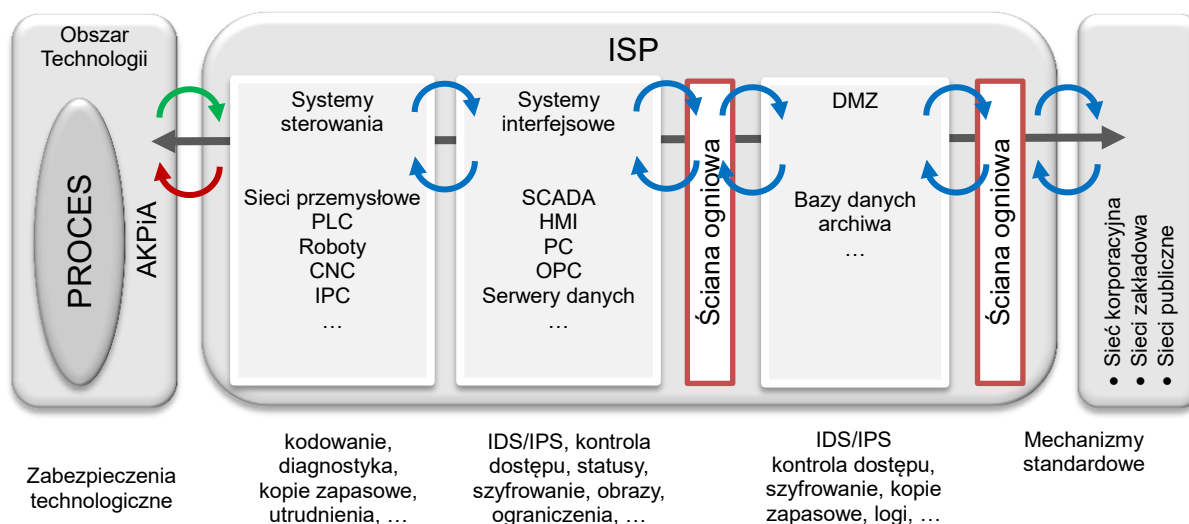 Obszar
Technologii
PROCES
AKPiA
ISP
Systemy
sterowania
Sieci przemysłowe
PLC
Roboty
CNC
IPC
…
Systemy
interfejsowe
SCADA
HMI
PC
OPC
Serwery danych
…
Ściana ogniowa
DMZ
Bazy danych
archiwa
…
Ściana ogniowa
• Sieć korporacyjna
• Sieci zakładowa
• Sieci publiczne
Zabezpieczenia
technologiczne
kodowanie,
diagnostyka,
kopie zapasowe,
utrudnienia, …
IDS/IPS, kontrola
dostępu, statusy,
szyfrowanie, obrazy,
ograniczenia, …
IDS/IPS
kontrola dostępu,
szyfrowanie, kopie
zapasowe, logi, …
Mechanizmy
standardowe